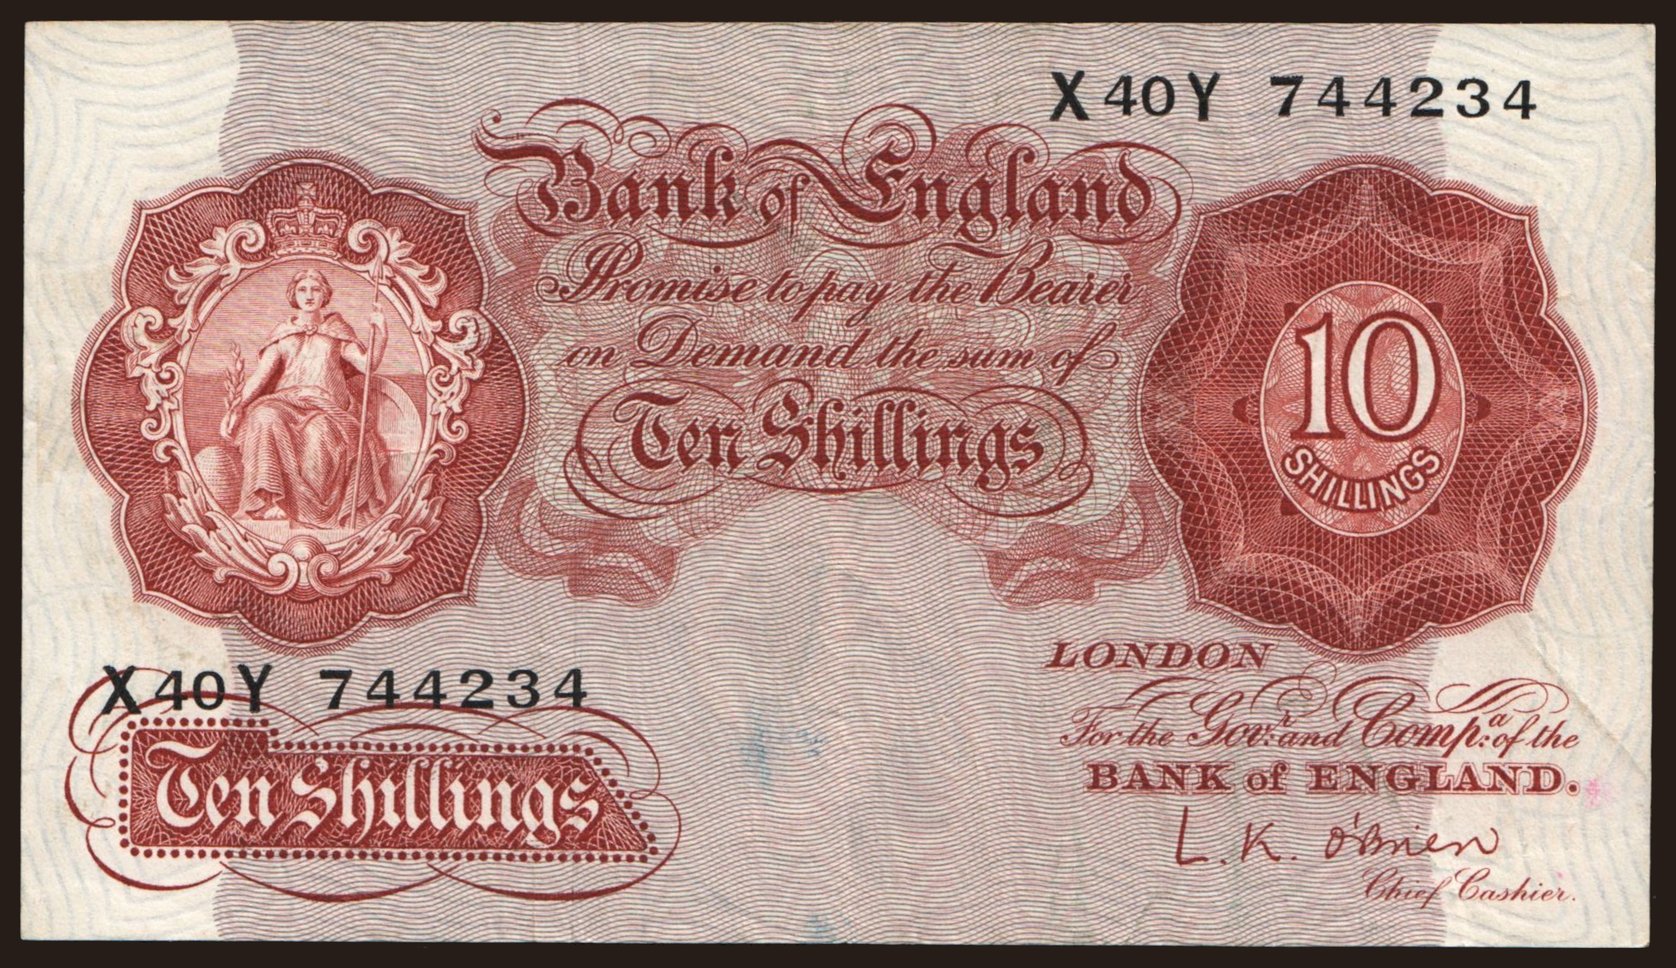 X40Y 744234
Bank of England
Promise to pay the Bearer
on Demand the sum of
Ten Shillings
10
SHILLINGS
X40Y 744234
Ten Shillings
LONDON
For the Govr. and Compa. of the
BANK of ENGLAND.
L.K. O'Brien
Chief Cashier.